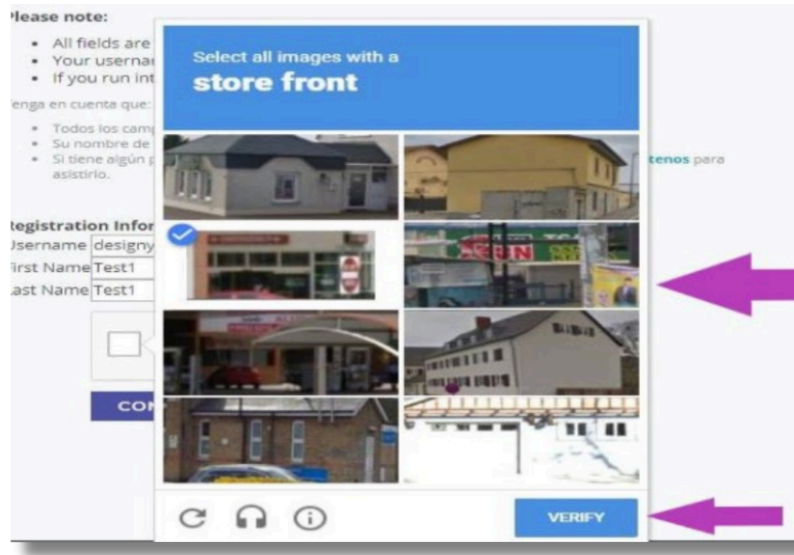 Please note:
All fields are
Your userna
If you run int
Tenga en cuenta que:
Todos los camp
Su nombre de
Si tiene algún p
tenos para
asistirlo.
Select all images with a
store front
Registration Infor
Username designy
First Name Test1
Last Name Test1
CON
VERIFY